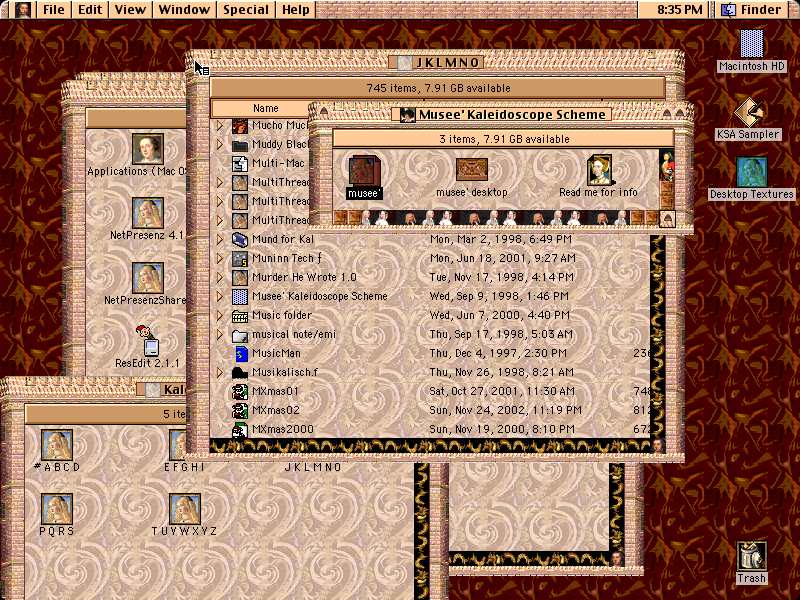 File Edit View Window Special Help 8:35 PM Finder
JKLMNO
745 items, 7.91 GB available
Name
Musee' Kaleidoscope Scheme
3 items, 7.91 GB available
musee'
musee' desktop
Read me for info
Macintosh HD
KSA Sampler
Desktop Textures
Trash
Applications (Mac OS
NetPresenz 4.1
NetPresenzShare
ResEdit 2.1.1
Mucho Muc
Muddy Blac
Multi-Mac
MultiThread
MultiThread
MultiThread
Mund for Kal Mon, Mar 2, 1998, 6:49 PM
Muninn Tech ƒ Mon, Jun 18, 2001, 9:27 AM
Murder He Wrote 1.0 Tue, Nov 17, 1998, 4:14 PM
Musee' Kaleidoscope Scheme Wed, Sep 9, 1998, 1:46 PM
Music folder Wed, Jun 7, 2000, 4:40 PM
musical note/emi Thu, Sep 17, 1998, 5:03 AM
MusicMan Thu, Dec 4, 1997, 2:30 PM 236
Musikalisch.f Thu, Nov 26, 1998, 8:21 AM
MXmas01 Sat, Oct 27, 2001, 11:30 AM 748
MXmas02 Sun, Nov 24, 2002, 11:19 PM 812
MXmas2000 Sun, Nov 19, 2000, 8:10 PM 672
Kal
5 ite
#ABCD
EFGHI
JKLMNO
PQRS
TUVWXYZ